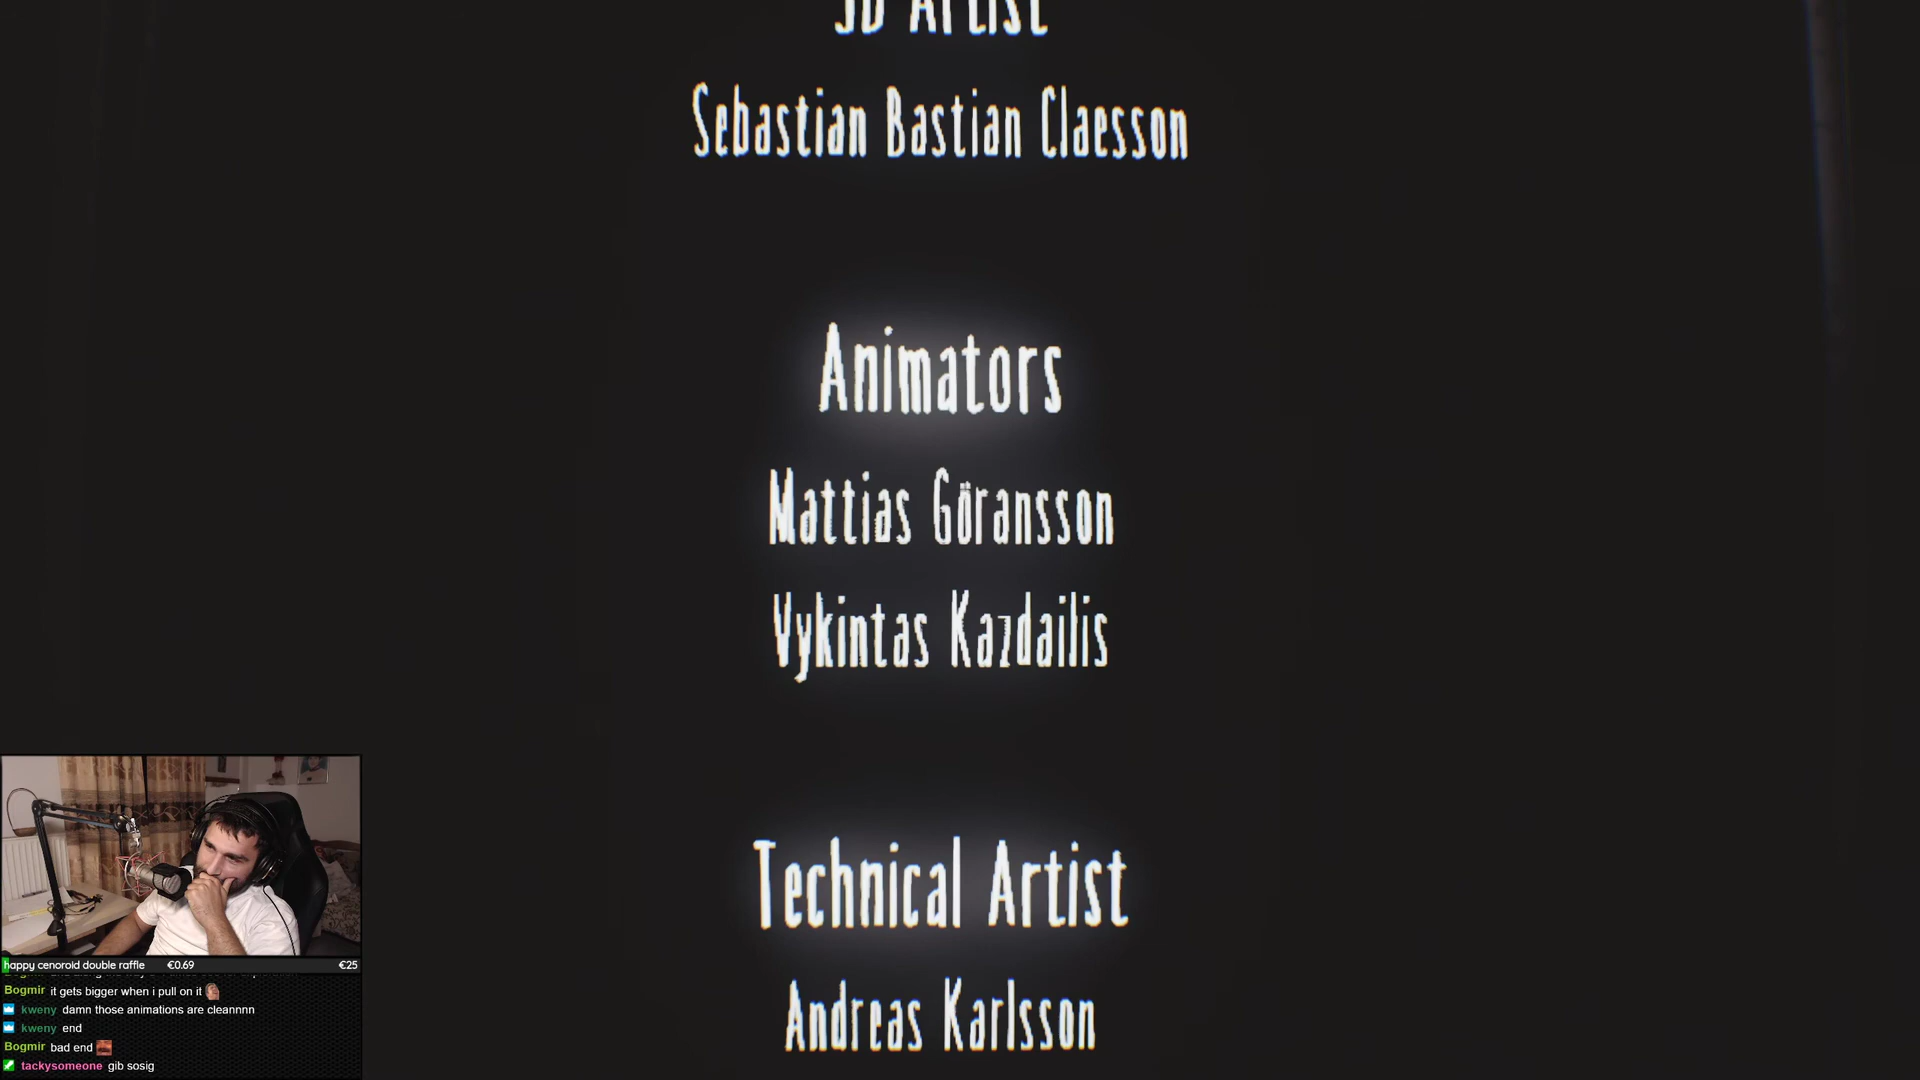 3D Artist
Sebastian Bastian Claesson
Animators
Mattias Göransson
Vykintas Kazdailis
Technical Artist
Andreas Karlsson
happy cenoroid double raffle €0.69 €25
Bogmir it gets bigger when i pull on it
kweny damn those animations are cleannnn
kweny end
Bogmir bad end
tackysomeone gib sosig